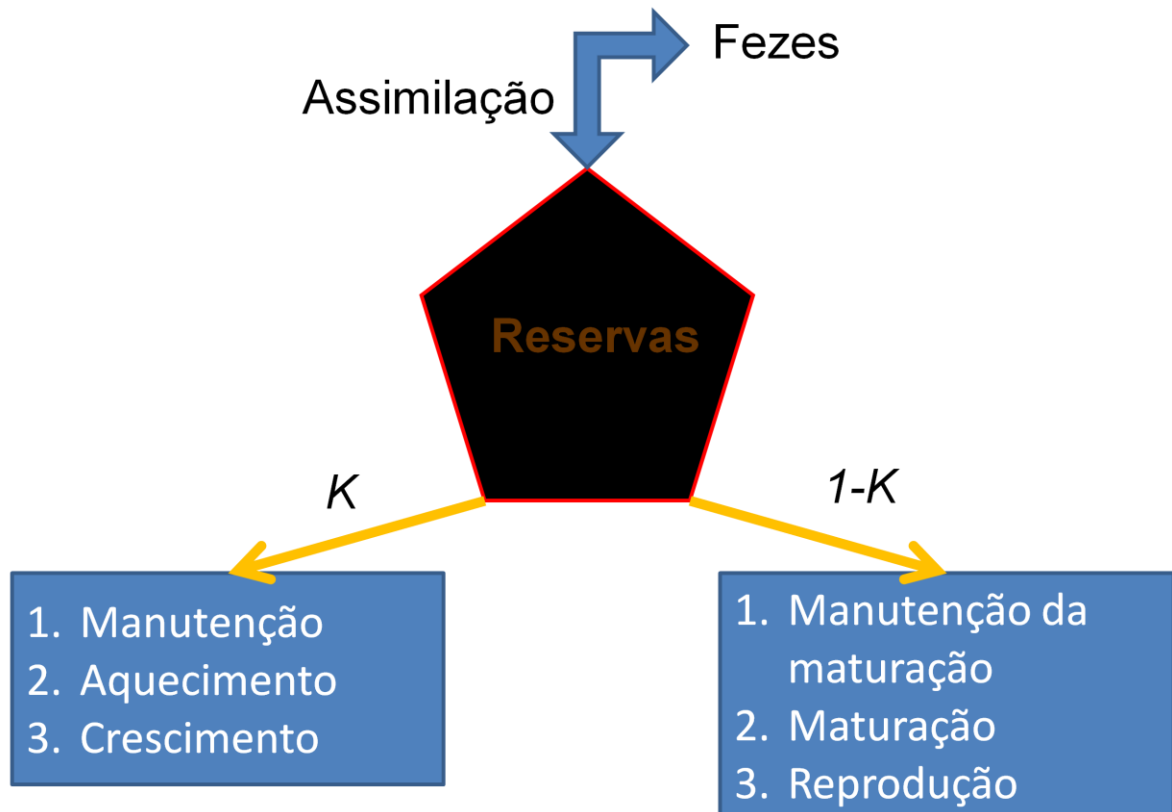 Fezes
Assimilação
Reservas
K
1-K
1. Manutenção
2. Aquecimento
3. Crescimento
1. Manutenção da
maturação
2. Maturação
3. Reprodução